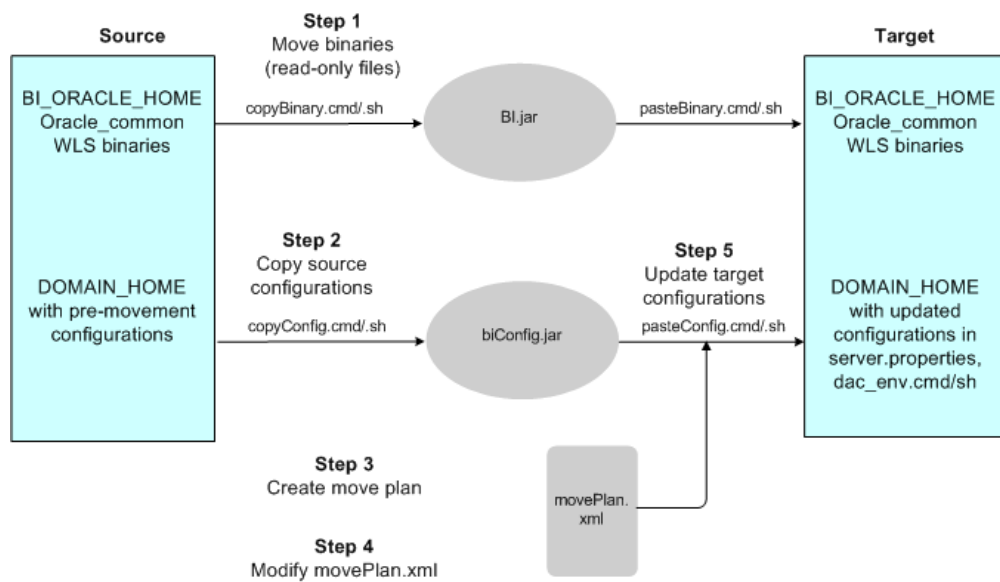 Source
Step 1
Move binaries
(read-only files)
Target
BI_ORACLE_HOME
Oracle_common
WLS binaries
copyBinary.cmd/.sh
BI.jar
pasteBinary.cmd/.sh
BI_ORACLE_HOME
Oracle_common
WLS binaries
Step 2
Copy source
configurations
Step 5
Update target
configurations
DOMAIN_HOME
with pre-movement
configurations
copyConfig.cmd/.sh
biConfig.jar
pasteConfig.cmd/.sh
DOMAIN_HOME
with updated
configurations in
server.properties,
dac_env.cmd/sh
Step 3
Create move plan
movePlan.
xml
Step 4
Modify movePlan.xml